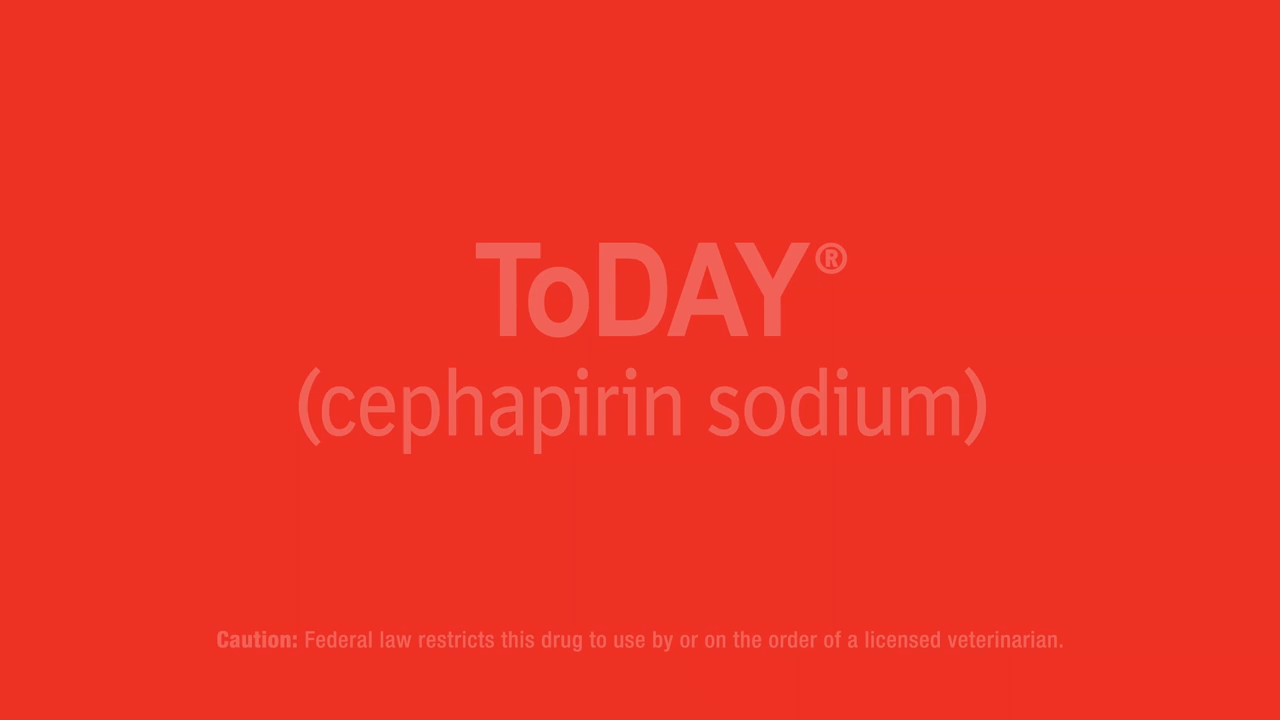 ToDAY®
(cephapirin sodium)
Caution: Federal law restricts this drug to use by or on the order of a licensed veterinarian.